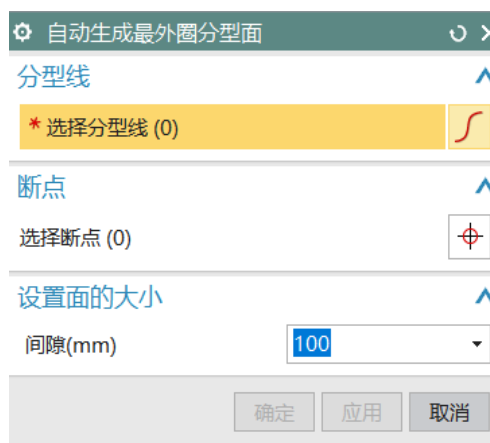 自动生成最外圈分型面
分型线
* 选择分型线 (0)
断点
选择断点 (0)
设置面的大小
间隙(mm) 100
确定 应用 取消